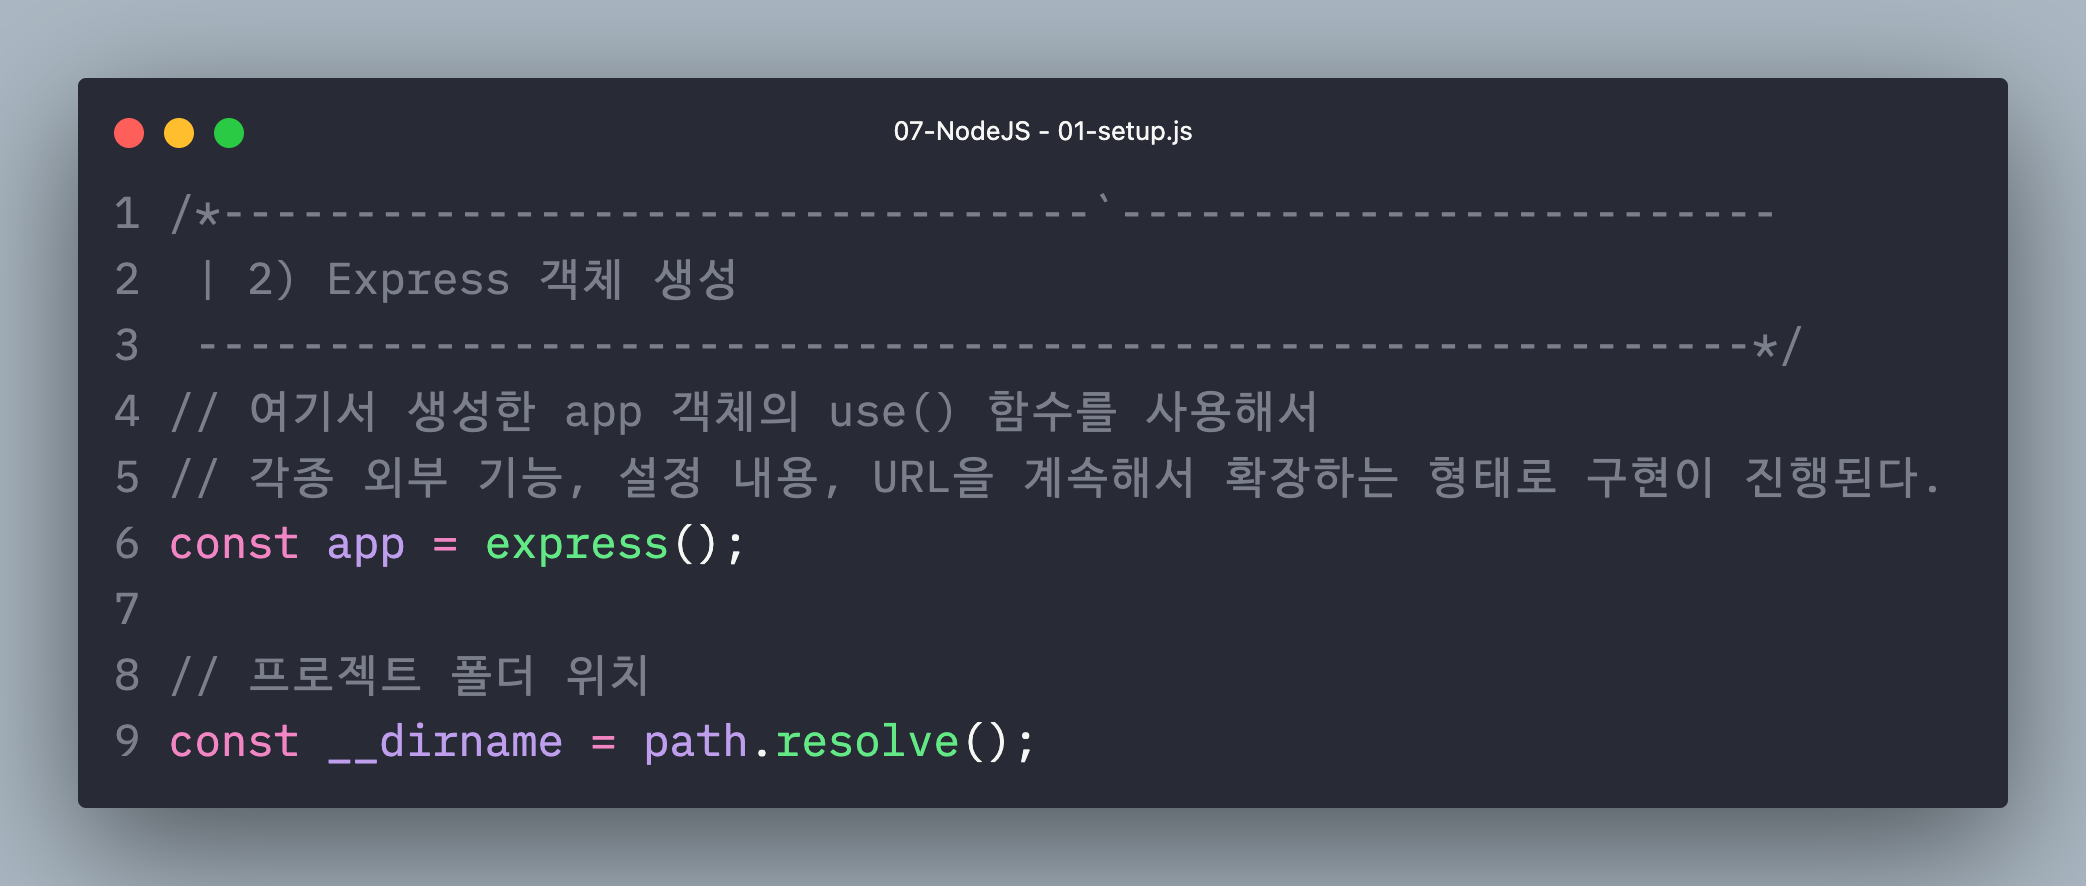 07-NodeJS - 01-setup.js
1 /*---------------------------------`-------------------------
2  | 2) Express 객체 생성
3  -----------------------------------------------------------*/
4 // 여기서 생성한 app 객체의 use() 함수를 사용해서
5 // 각종 외부 기능, 설정 내용, URL을 계속해서 확장하는 형태로 구현이 진행된다.
6 const app = express();
7
8 // 프로젝트 폴더 위치
9 const __dirname = path.resolve();